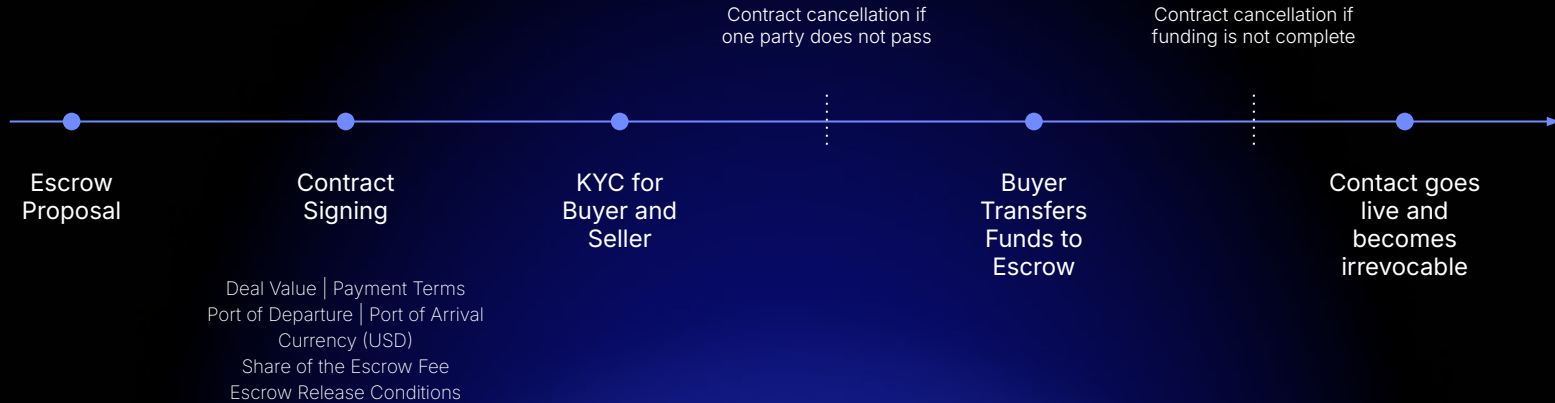 Contract cancellation if
one party does not pass
Contract cancellation if
funding is not complete
Escrow
Proposal
Contract
Signing
KYC for
Buyer and
Seller
Buyer
Transfers
Funds to
Escrow
Contact goes
live and
becomes
irrevocable
Deal Value | Payment Terms
Port of Departure | Port of Arrival
Currency (USD)
Share of the Escrow Fee
Escrow Release Conditions